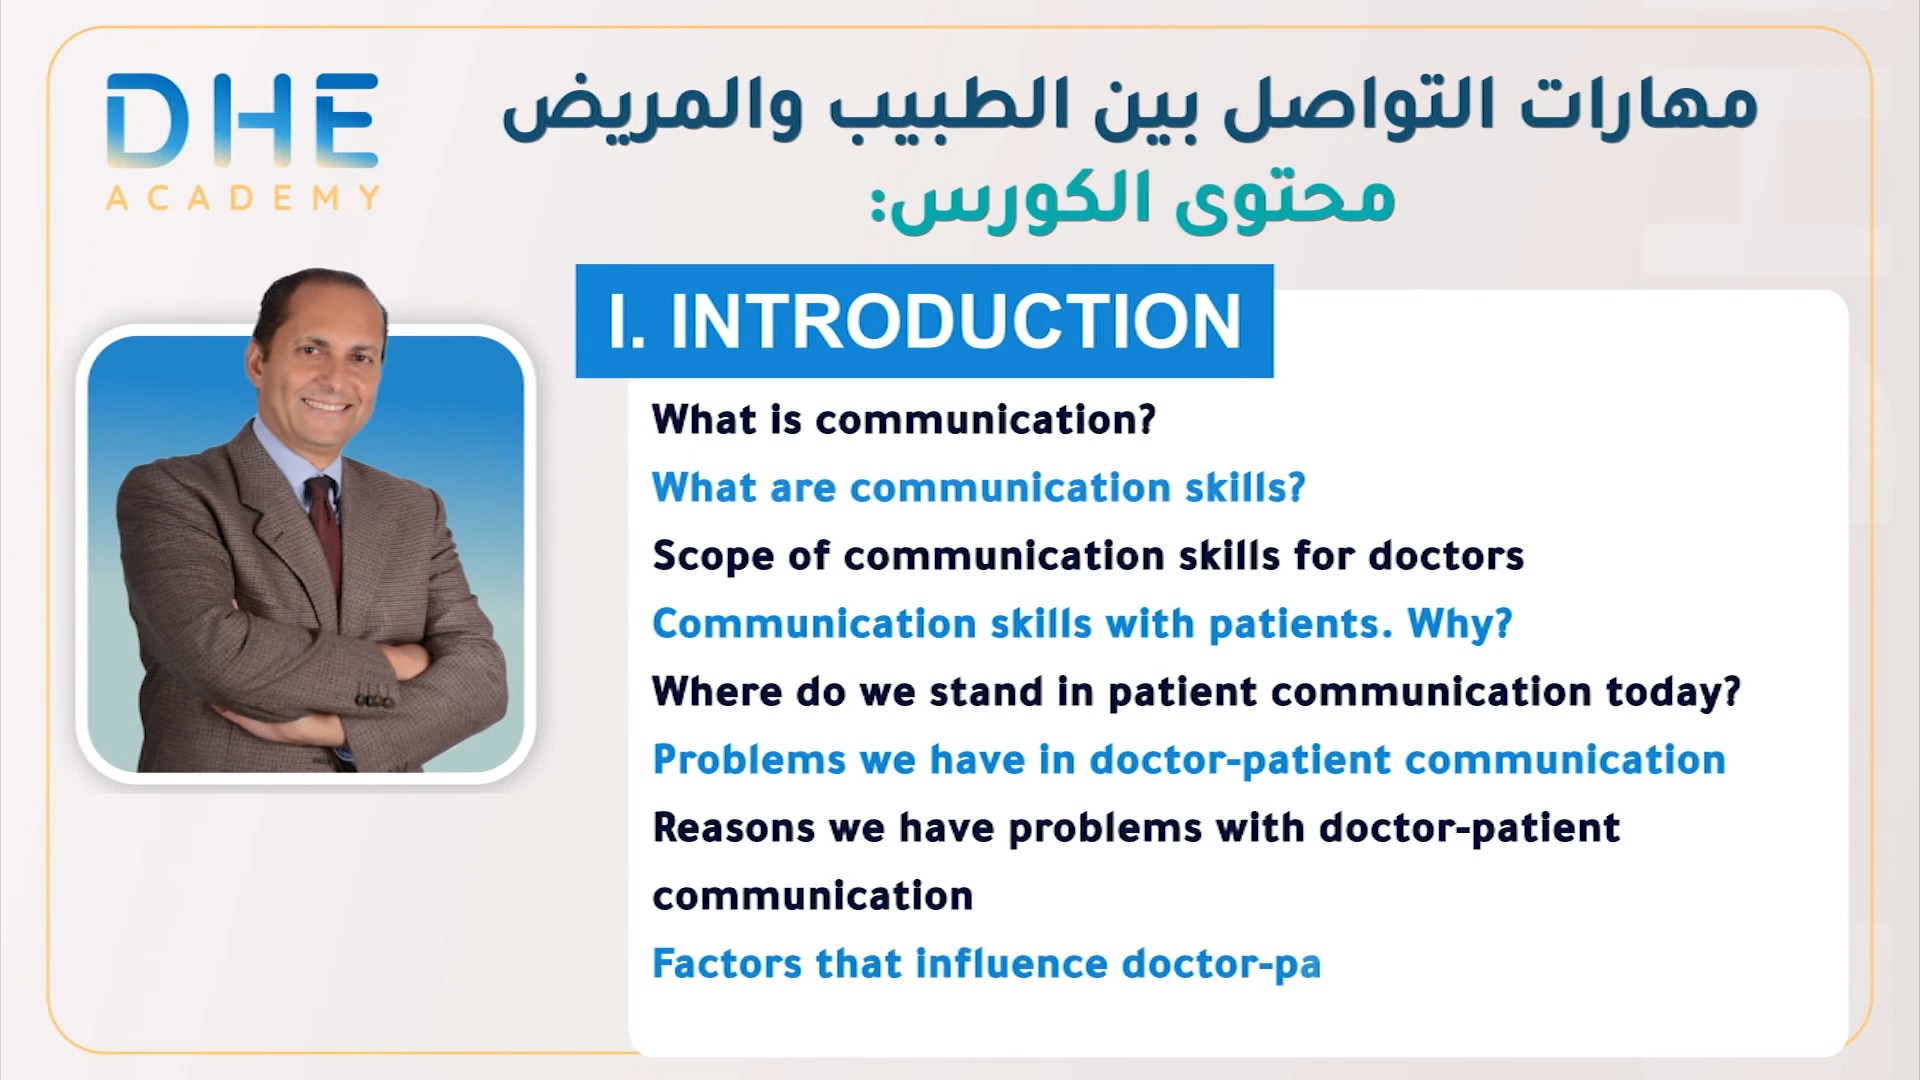 DHE
ACADEMY
مهارات التواصل بين الطبيب والمريض
محتوى الكورس:
I. INTRODUCTION
What is communication?
What are communication skills?
Scope of communication skills for doctors
Communication skills with patients. Why?
Where do we stand in patient communication today?
Problems we have in doctor-patient communication
Reasons we have problems with doctor-patient
communication
Factors that influence doctor-pa